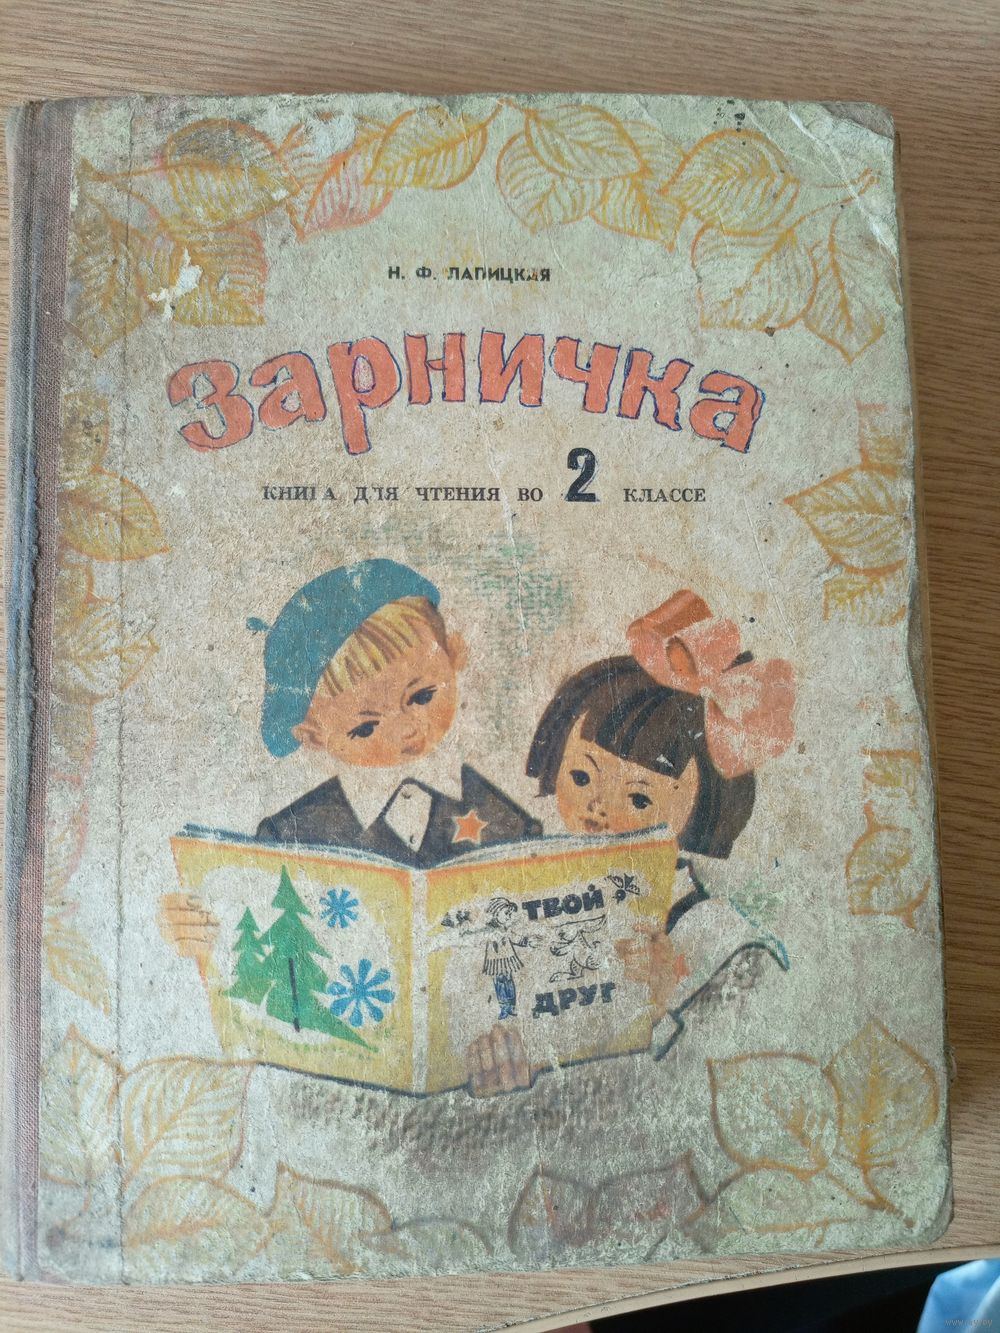 Н. Ф. ЛАПИЦКАЯ
Зарничка
КНИГА ДЛЯ ЧТЕНИЯ ВО 2 КЛАССЕ
ТВОЙ
ДРУГ